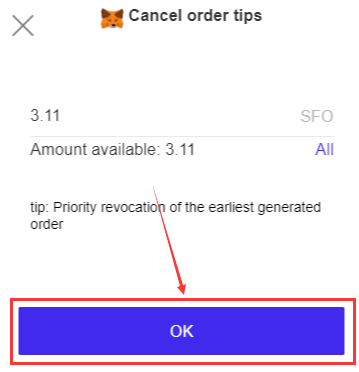 Cancel order tips
3.11 SFO
Amount available: 3.11 All
tip: Priority revocation of the earliest generated
order
OK